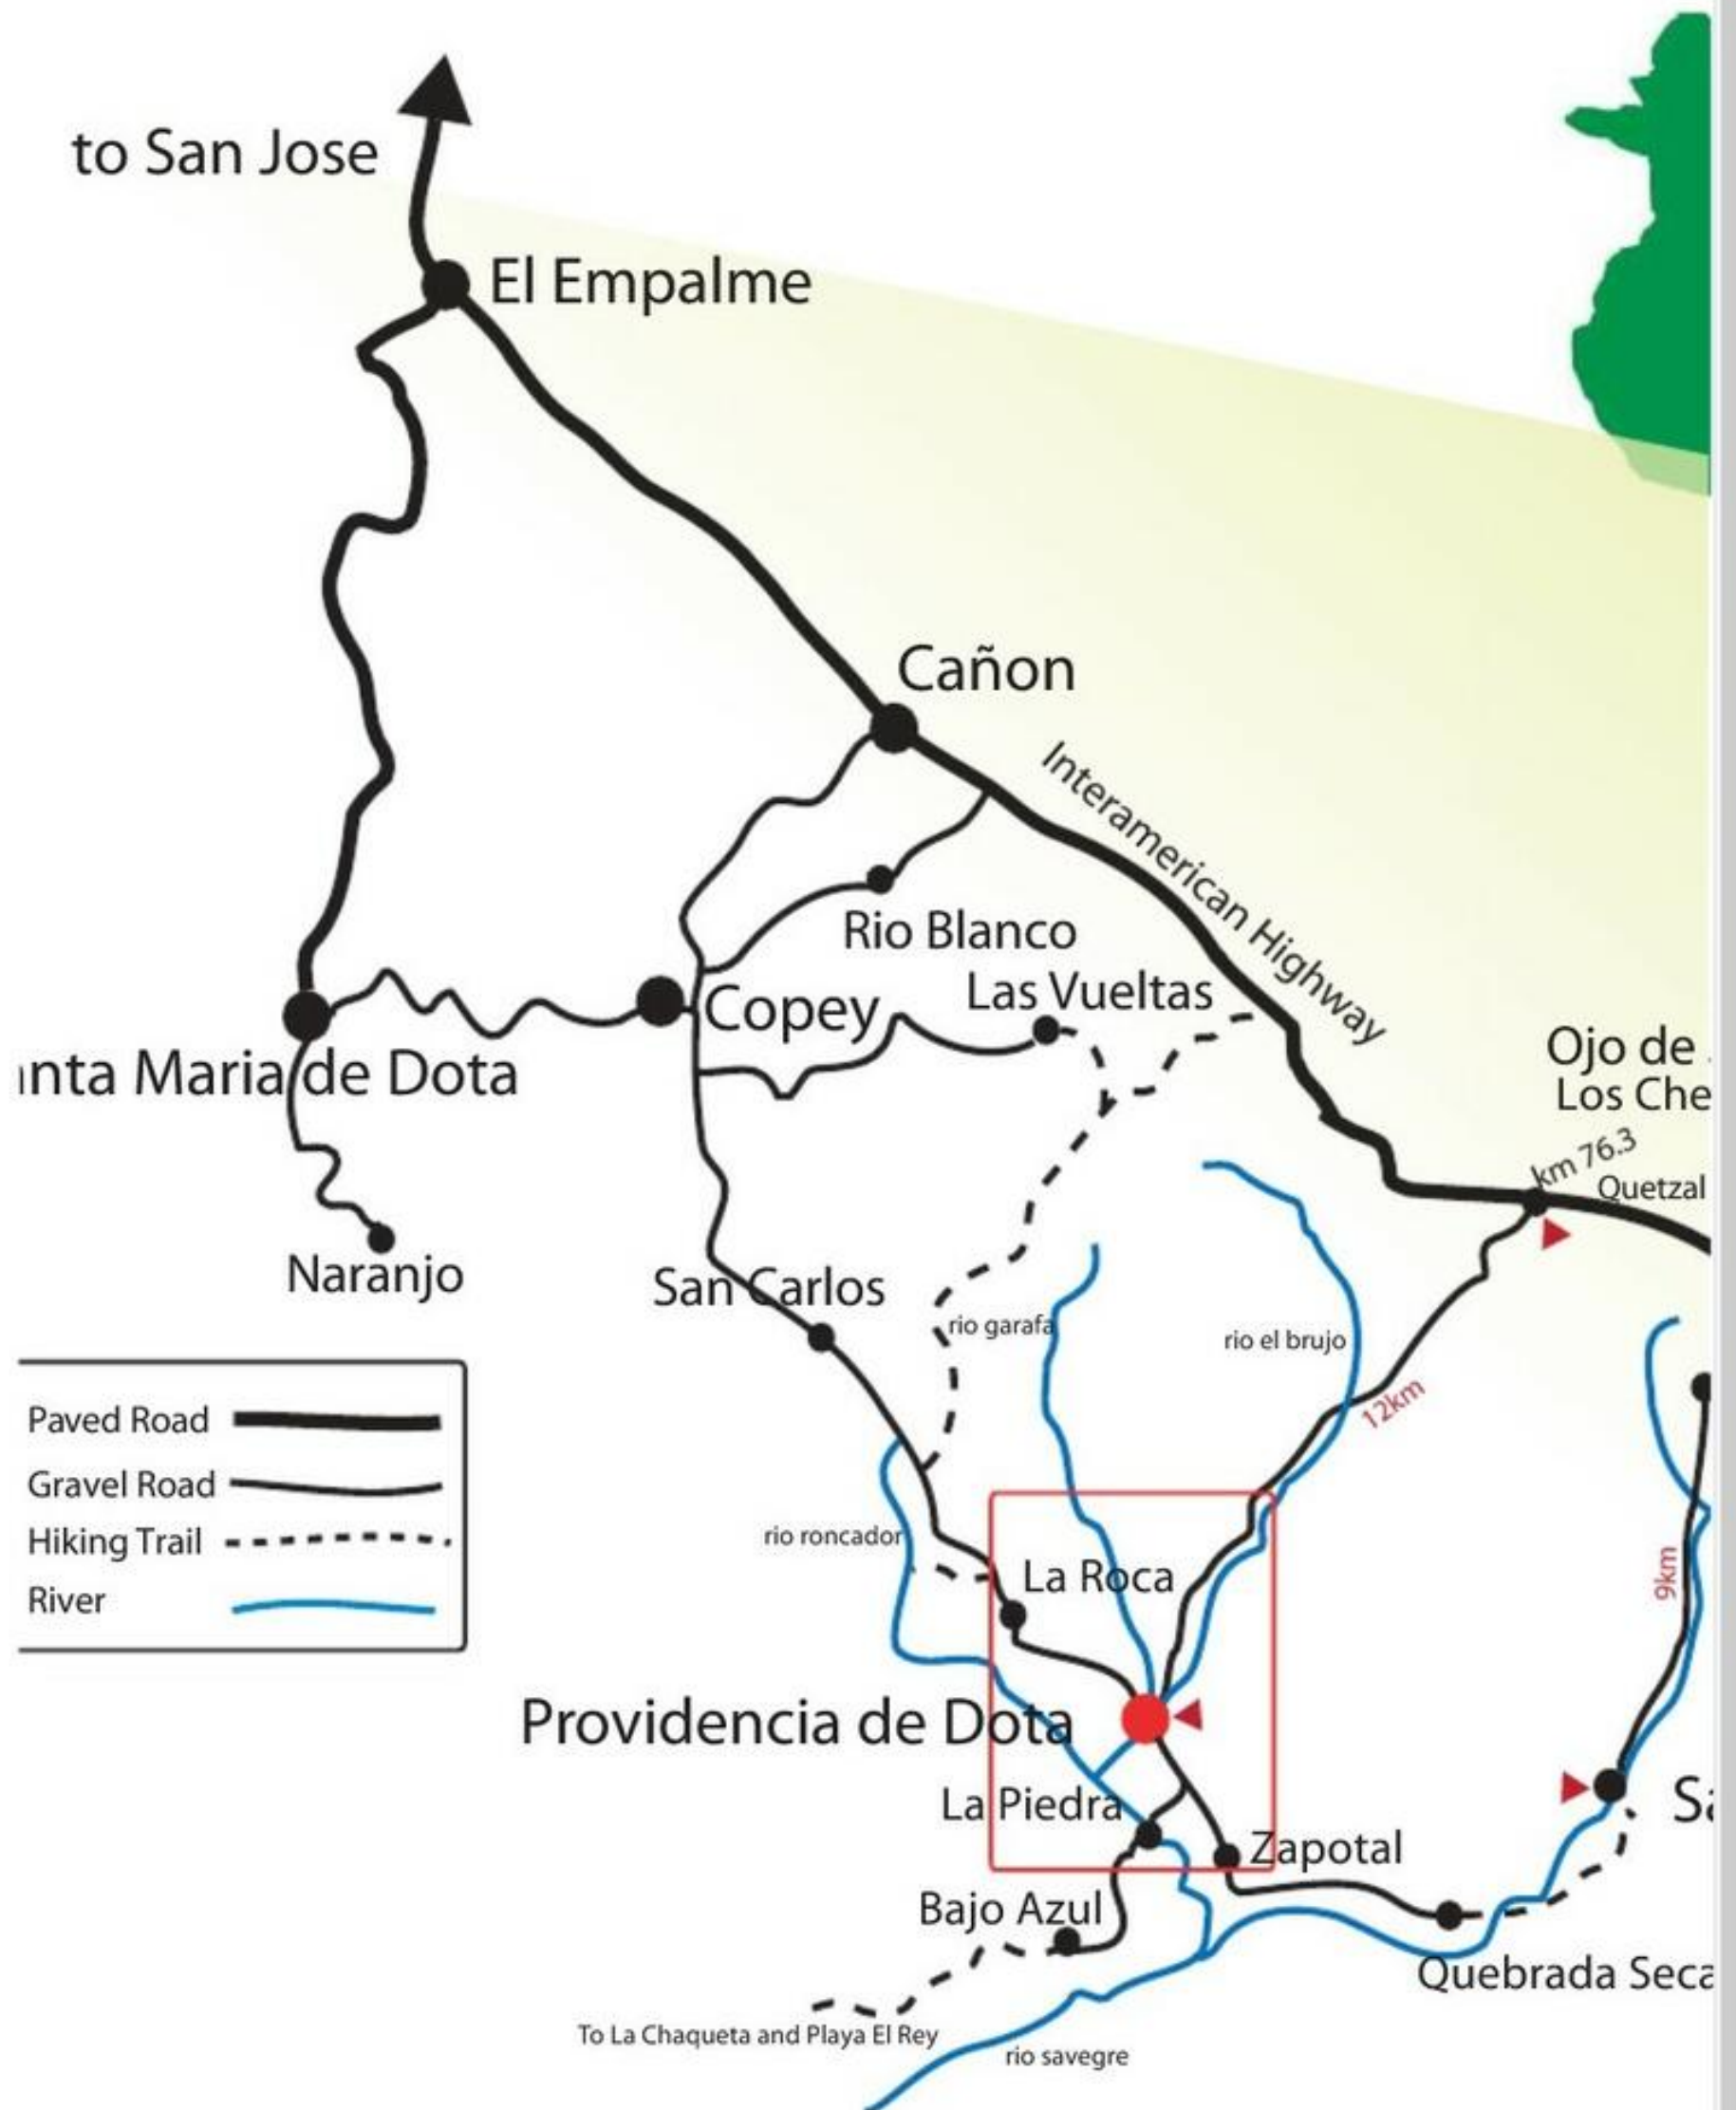 to San Jose
El Empalme
Cañon
Interamerican Highway
Rio Blanco
Las Vueltas
Copey
Ojo de
Los Che
km 76.3
Quetzal
nta Maria de Dota
Naranjo
San Carlos
rio garafa
rio el brujo
12km
Paved Road
Gravel Road
Hiking Trail
River
rio roncador
La Roca
9km
Providencia de Dota
La Piedra
Sa
Zapotal
Bajo Azul
Quebrada Seca
To La Chaqueta and Playa El Rey
rio savegre